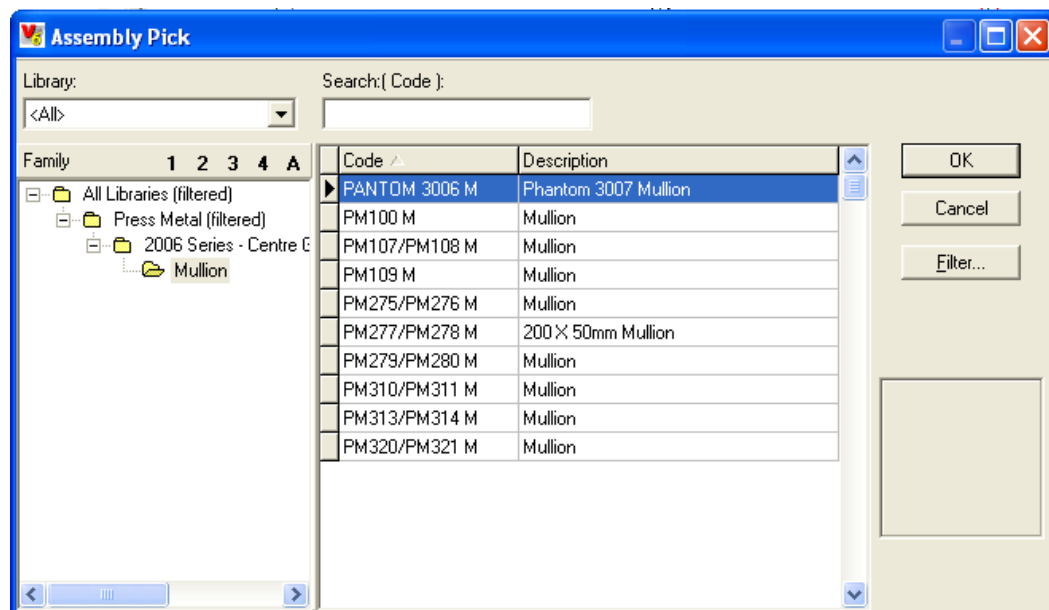 Assembly Pick
Library:
<All>
Search:( Code ):
Family 1 2 3 4 A
All Libraries (filtered)
Press Metal (filtered)
2006 Series - Centre
Mullion
Code Description
PANTOM 3006 M Phantom 3007 Mullion
PM100 M Mullion
PM107/PM108 M Mullion
PM109 M Mullion
PM275/PM276 M Mullion
PM277/PM278 M 200 X 50mm Mullion
PM279/PM280 M Mullion
PM310/PM311 M Mullion
PM313/PM314 M Mullion
PM320/PM321 M Mullion
OK
Cancel
Filter...